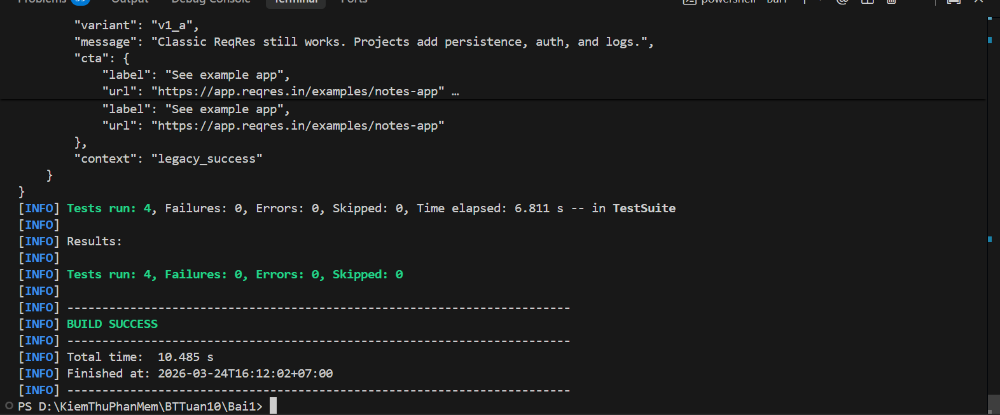 Problems 55 Output Debug Console Terminal Ports
powershell - Bai1
"variant": "v1_a",
"message": "Classic ReqRes still works. Projects add persistence, auth, and logs.",
"cta": {
"label": "See example app",
"url": "https://app.reqres.in/examples/notes-app" …
"label": "See example app",
"url": "https://app.reqres.in/examples/notes-app"
},
"context": "legacy_success"
}
}
[INFO] Tests run: 4, Failures: 0, Errors: 0, Skipped: 0, Time elapsed: 6.811 s -- in TestSuite
[INFO]
[INFO] Results:
[INFO]
[INFO] Tests run: 4, Failures: 0, Errors: 0, Skipped: 0
[INFO]
[INFO] ------------------------------------------------------------------------
[INFO] BUILD SUCCESS
[INFO] ------------------------------------------------------------------------
[INFO] Total time:  10.485 s
[INFO] Finished at: 2026-03-24T16:12:02+07:00
[INFO] ------------------------------------------------------------------------
PS D:\KiemThuPhanMem\BTTuan10\Bai1>